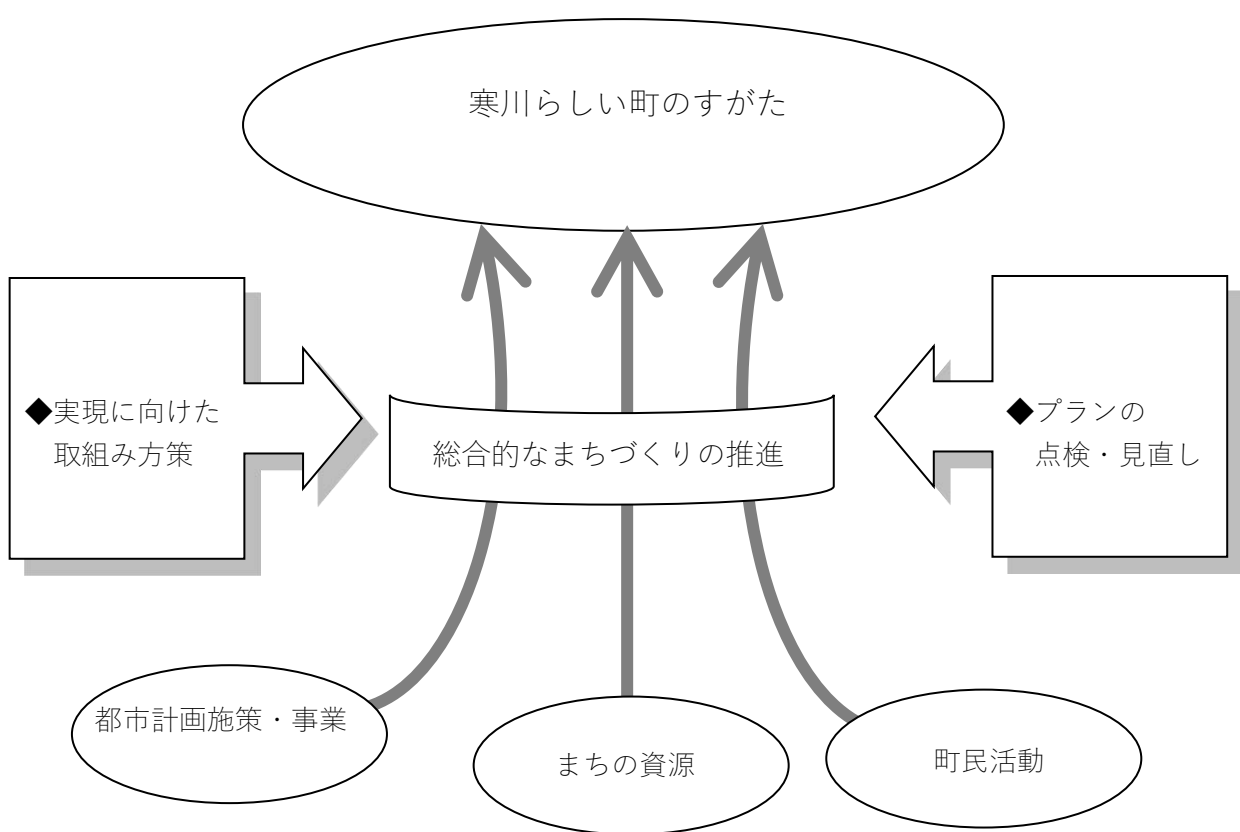 寒川らしい町のすがた
◆実現に向けた
取組み方策
総合的なまちづくりの推進
◆プランの
点検・見直し
都市計画施策・事業
まちの資源
町民活動